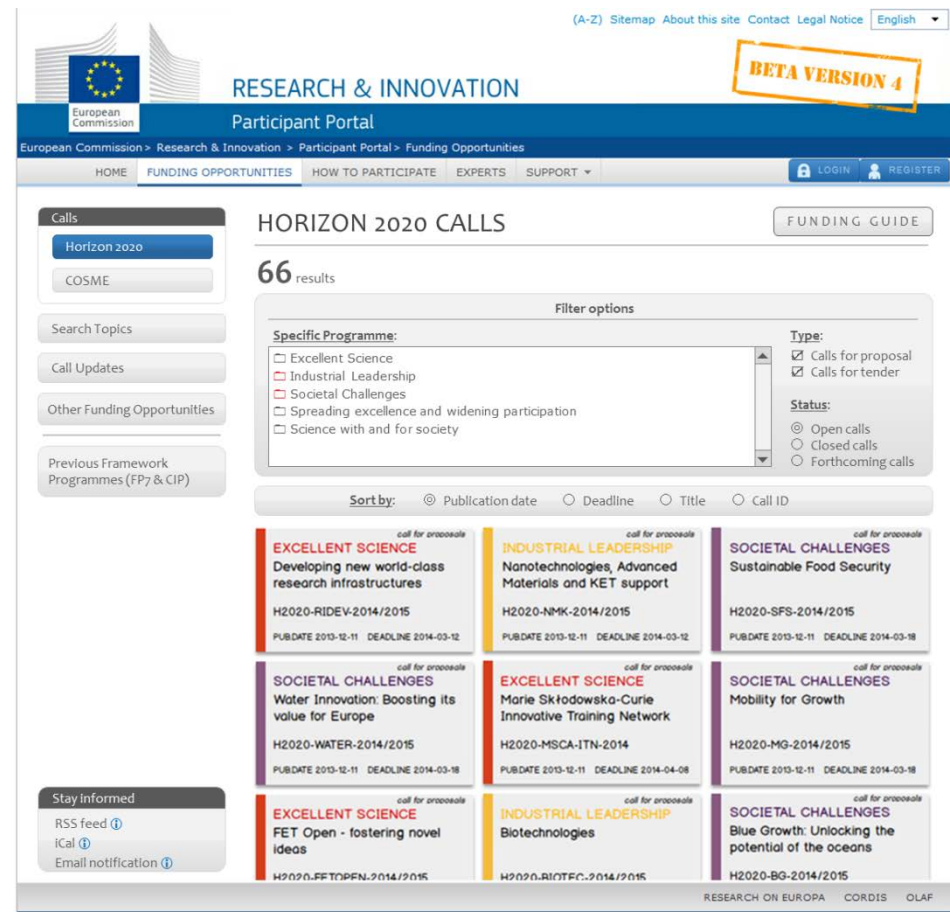 (A-Z) Sitemap About this site Contact Legal Notice English
BETA VERSION 4
RESEARCH & INNOVATION
European
Commission
Participant Portal
European Commission > Research & Innovation > Participant Portal > Funding Opportunities
HOME FUNDING OPPORTUNITIES HOW TO PARTICIPATE EXPERTS SUPPORT LOGIN REGISTER
Calls
Horizon 2020
COSME
Search Topics
Call Updates
Other Funding Opportunities
Previous Framework
Programmes (FP7 & CIP)
HORIZON 2020 CALLS
FUNDING GUIDE
66 results
Filter options
Specific Programme:
Excellent Science
Industrial Leadership
Societal Challenges
Spreading excellence and widening participation
Science with and for society
Type:
Calls for proposal
Calls for tender
Status:
Open calls
Closed calls
Forthcoming calls
Sort by: Publication date Deadline Title Call ID
call for proposals
EXCELLENT SCIENCE
Developing new world-class
research infrastructures
H2020-RIDEV-2014/2015
PUBDATE 2013-12-11 DEADLINE 2014-03-12
call for proposals
INDUSTRIAL LEADERSHIP
Nanotechnologies, Advanced
Materials and KET support
H2020-NMK-2014/2015
PUBDATE 2013-12-11 DEADLINE 2014-03-12
call for proposals
SOCIETAL CHALLENGES
Sustainable Food Security
H2020-SFS-2014/2015
PUBDATE 2013-12-11 DEADLINE 2014-03-18
call for proposals
SOCIETAL CHALLENGES
Water Innovation: Boosting its
value for Europe
H2020-WATER-2014/2015
PUBDATE 2013-12-11 DEADLINE 2014-03-18
call for proposals
EXCELLENT SCIENCE
Marie Skłodowska-Curie
Innovative Training Network
H2020-MSCA-ITN-2014
PUBDATE 2013-12-11 DEADLINE 2014-04-08
call for proposals
SOCIETAL CHALLENGES
Mobility for Growth
H2020-MG-2014/2015
PUBDATE 2013-12-11 DEADLINE 2014-03-18
call for proposals
EXCELLENT SCIENCE
FET Open - fostering novel
ideas
H2020-FETOPEN-2014/2015
call for proposals
INDUSTRIAL LEADERSHIP
Biotechnologies
H2020-BIOTEC-2014/2015
call for proposals
SOCIETAL CHALLENGES
Blue Growth: Unlocking the
potential of the oceans
H2020-BG-2014/2015
Stay informed
RSS feed
iCal
Email notification
RESEARCH ON EUROPA CORDIS OLAF